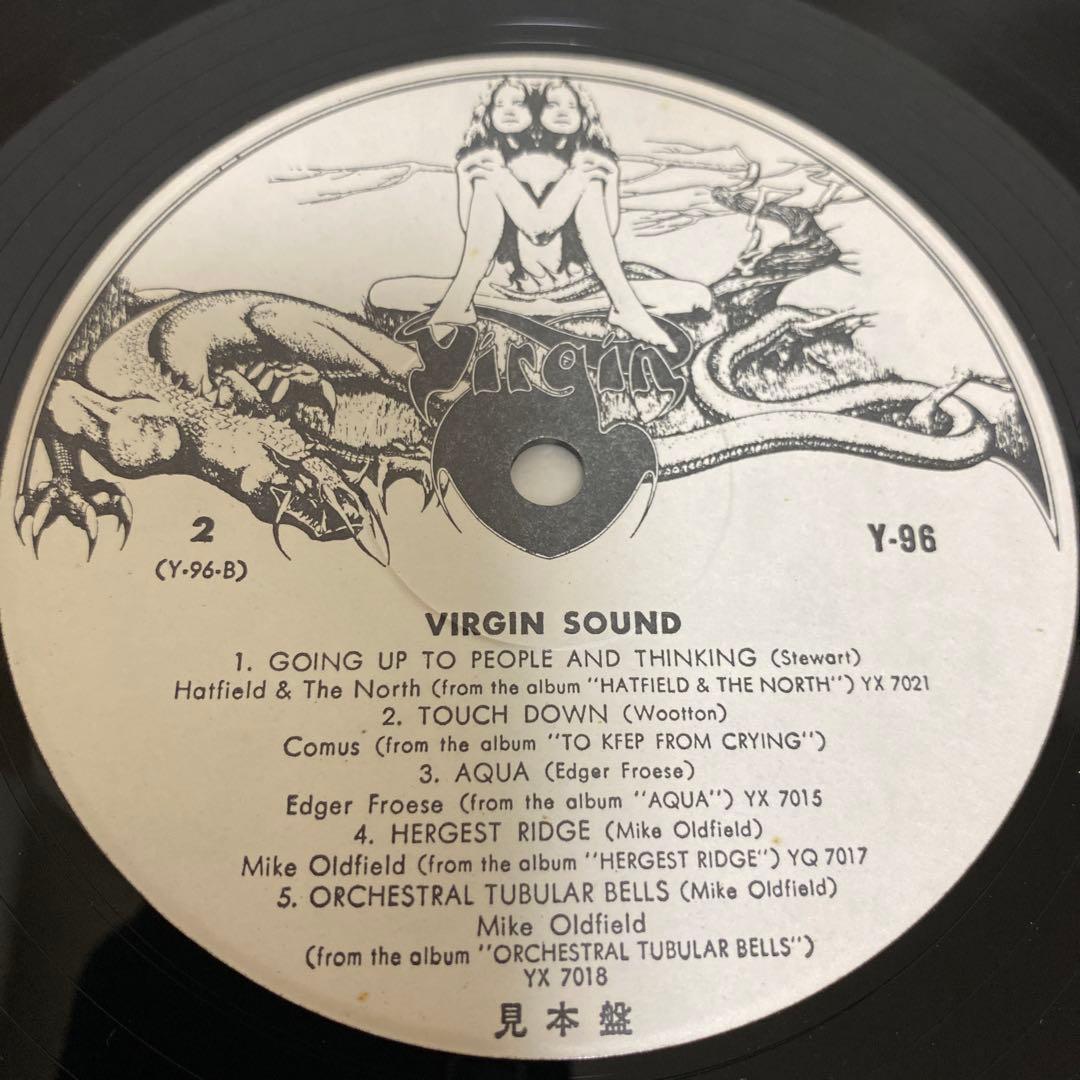 Virgin
2
Y-96
(Y-96-B)
VIRGIN SOUND
1. GOING UP TO PEOPLE AND THINKING (Stewart)
Hatfield & The North (from the album "HATFIELD & THE NORTH") YX 7021
2. TOUCH DOWN (Wootton)
Comus (from the album "TO KFEP FROM CRYING")
3. AQUA (Edger Froese)
Edger Froese (from the album "AQUA") YX 7015
4. HERGEST RIDGE (Mike Oldfield)
Mike Oldfield (from the album "HERGEST RIDGE") YQ 7017
5. ORCHESTRAL TUBULAR BELLS (Mike Oldfield)
Mike Oldfield
(from the album "ORCHESTRAL TUBULAR BELLS")
YX 7018
見本盤